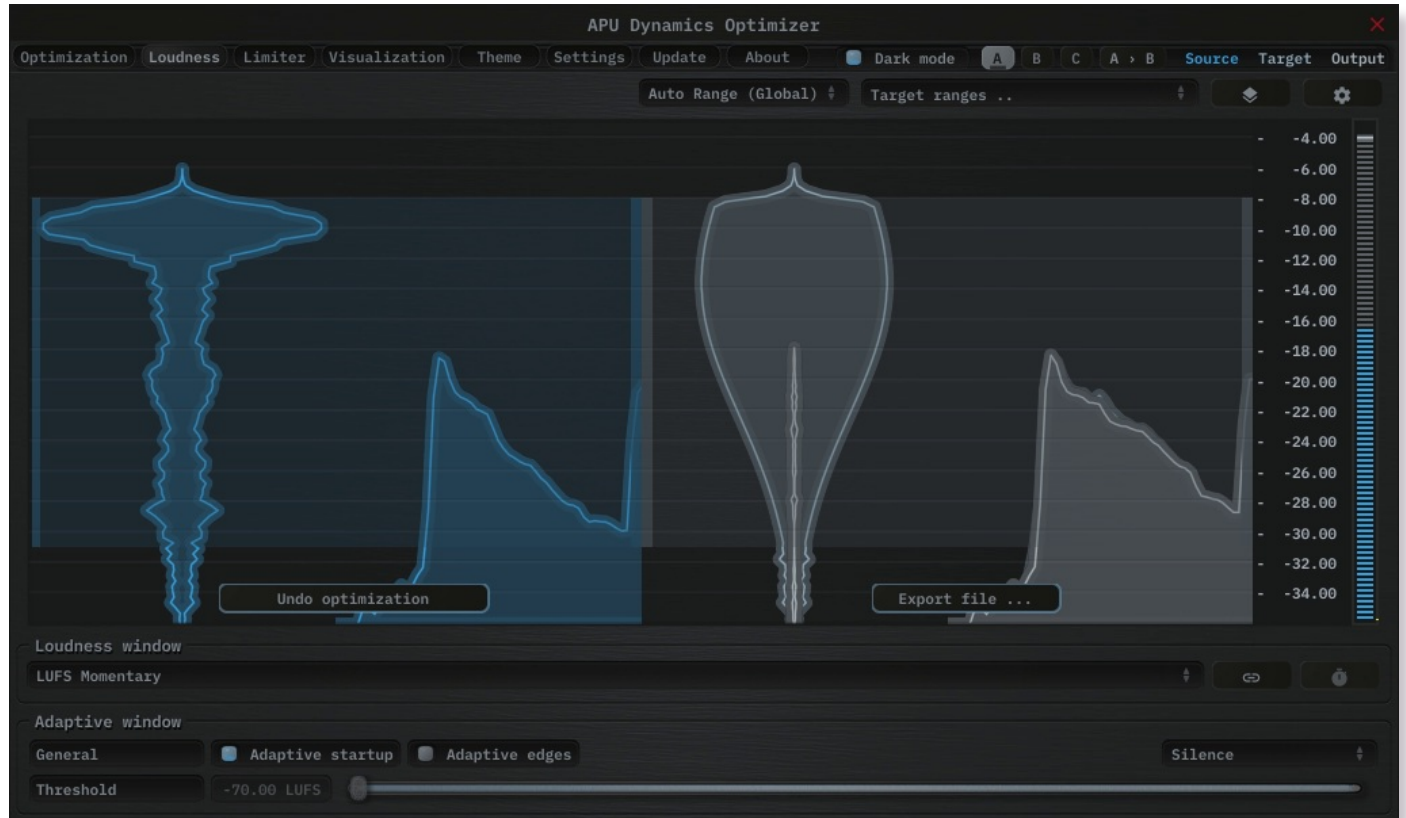 APU Dynamics Optimizer
Optimization Loudness Limiter Visualization Theme Settings Update About Dark mode A B C A › B Source Target Output
Auto Range (Global) Target ranges ..
- -4.00
- -6.00
- -8.00
- -10.00
- -12.00
- -14.00
- -16.00
- -18.00
- -20.00
- -22.00
- -24.00
- -26.00
- -28.00
- -30.00
- -32.00
- -34.00
Undo optimization Export file ...
Loudness window
LUFS Momentary
Adaptive window
General Adaptive startup Adaptive edges Silence
Threshold -70.00 LUFS